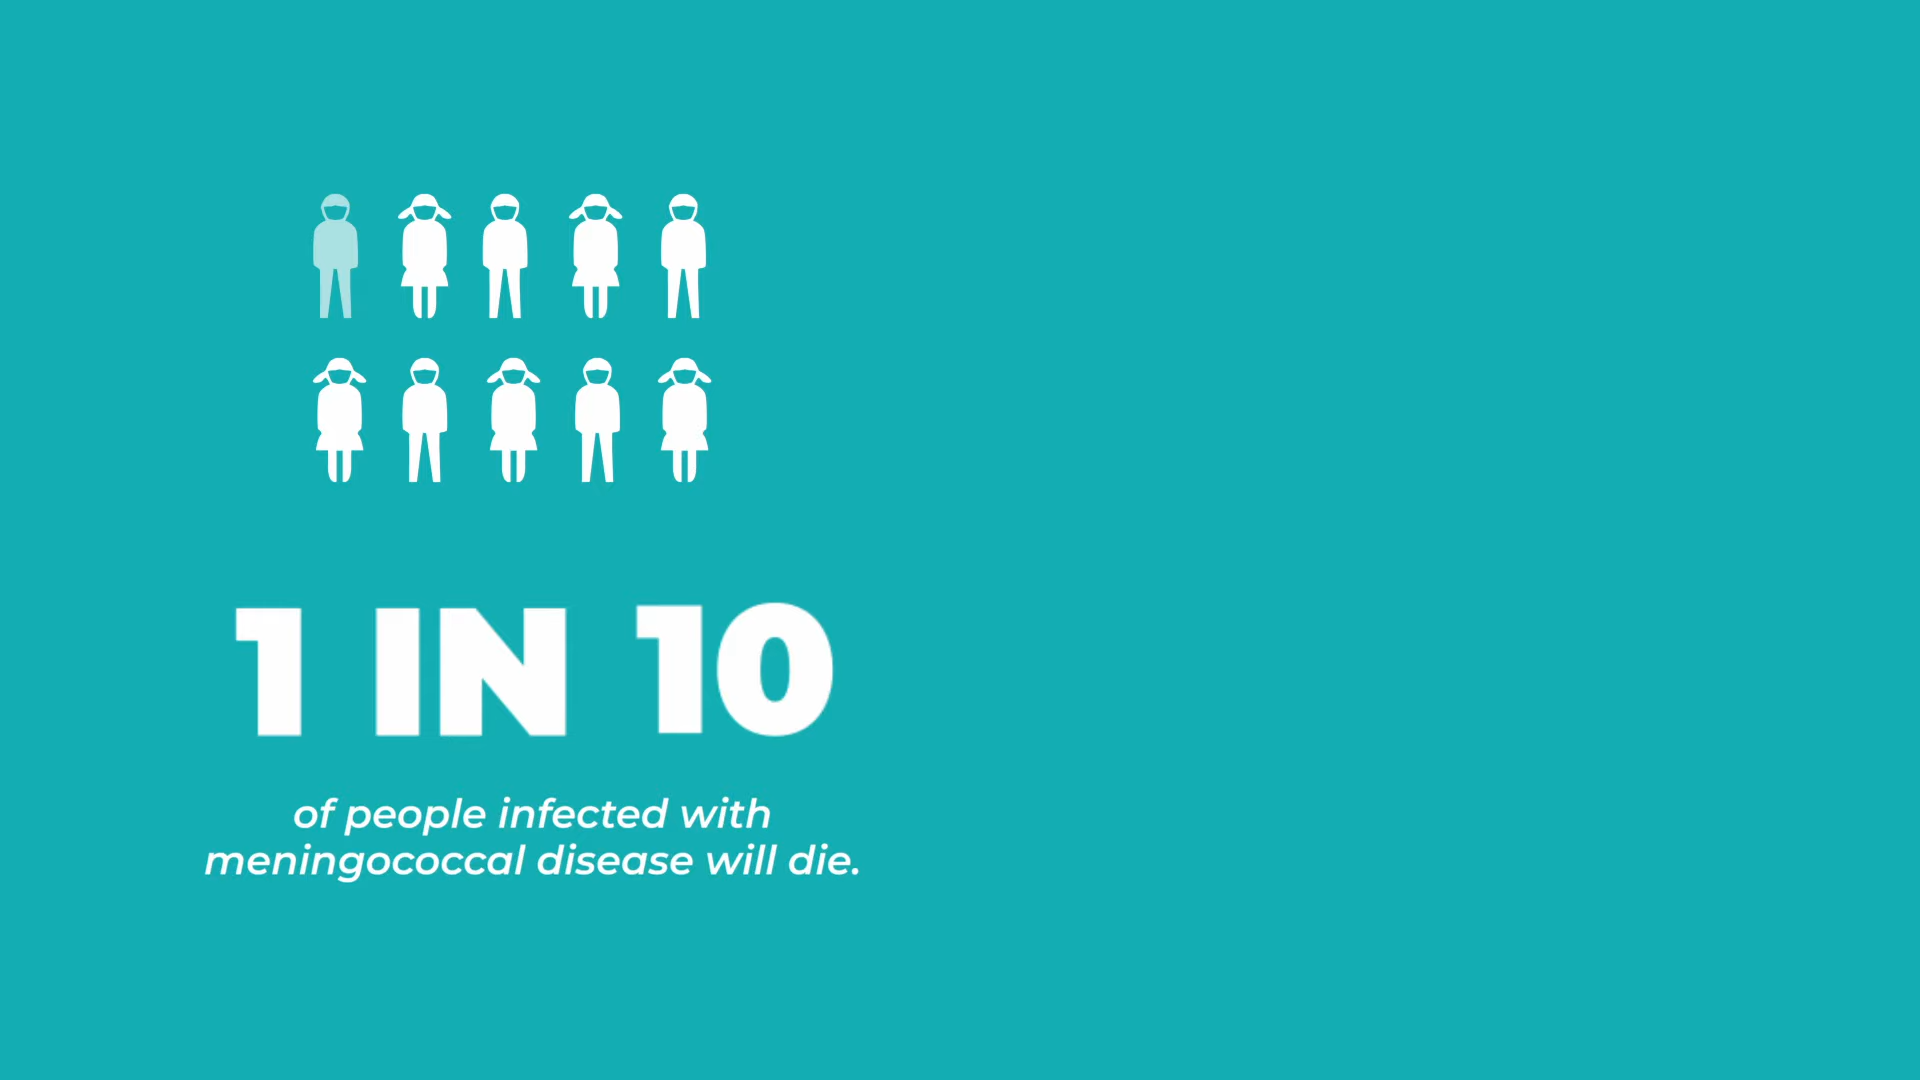 1 IN 10
of people infected with
meningococcal disease will die.